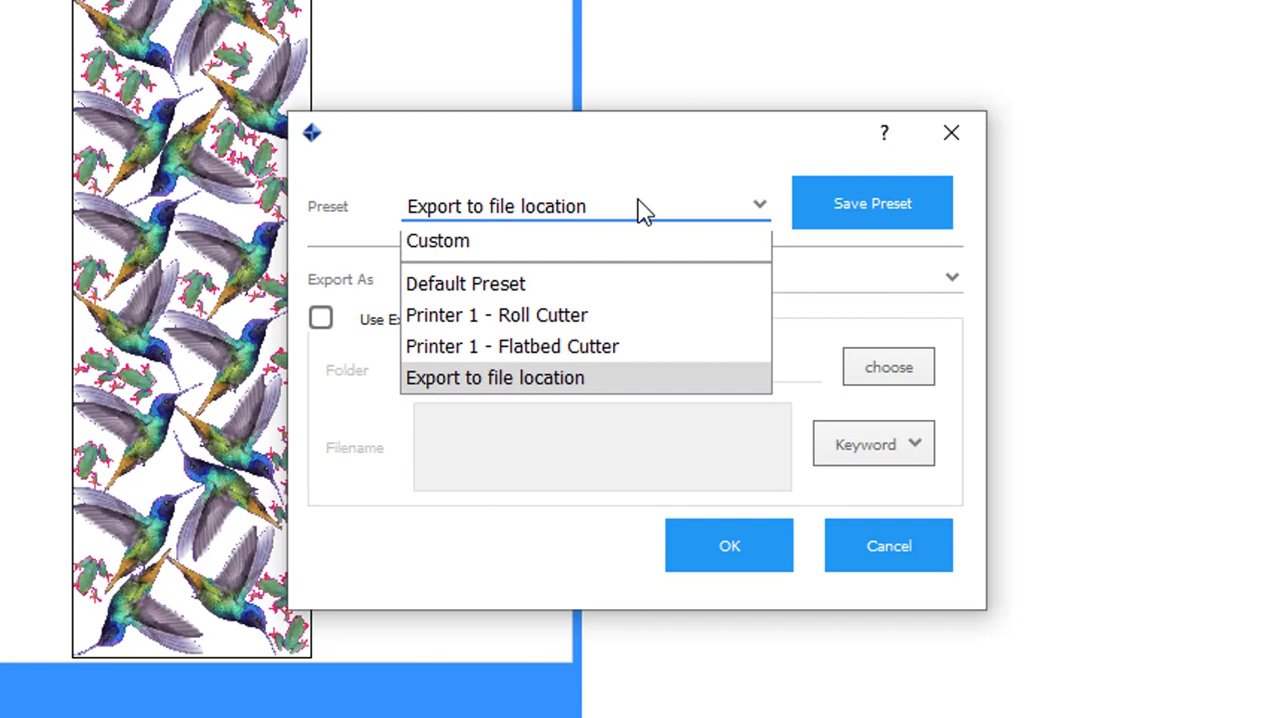 ?
Preset
Export to file location
Save Preset
Custom
Export As
Default Preset
Printer 1 - Roll Cutter
Use
Printer 1 - Flatbed Cutter
Folder
choose
Export to file location
Filename
Keyword
OK
Cancel